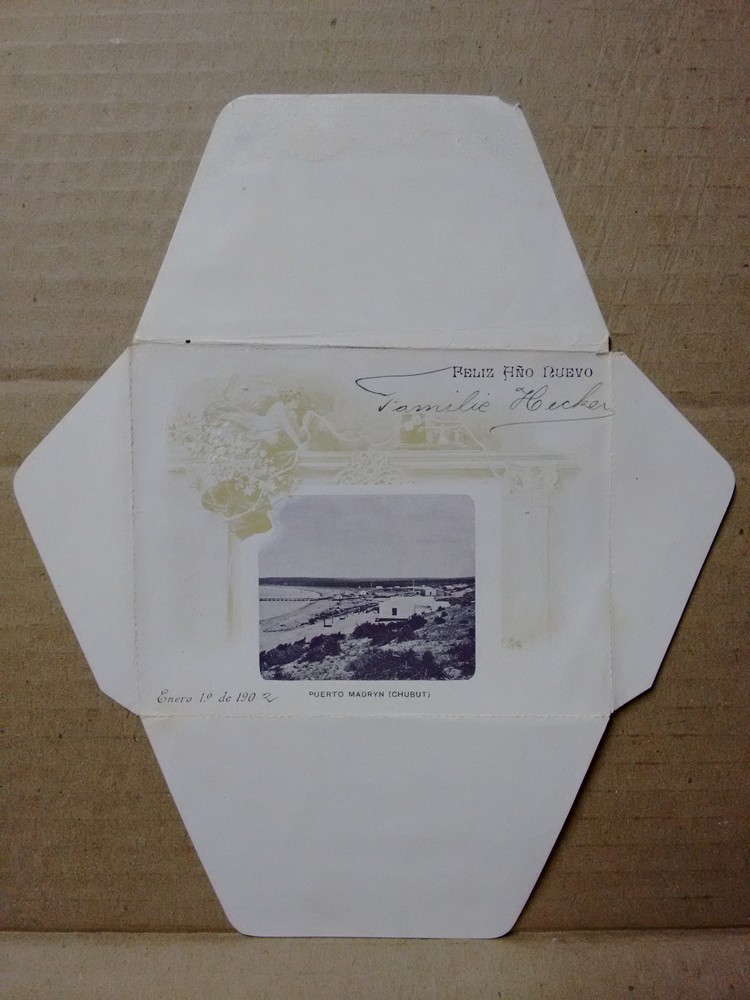 FELIZ AÑO NUEVO
Familie Hecker
Enero 1º de 1902
PUERTO MADRYN (CHUBUT)